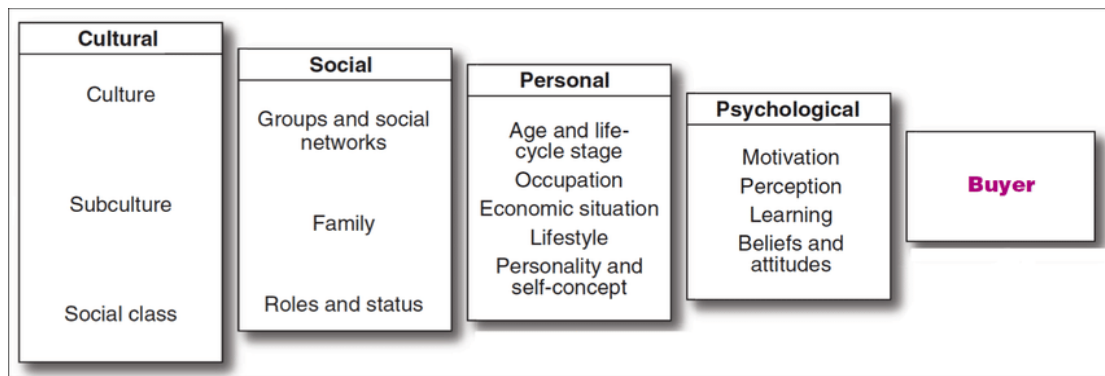 Cultural
Culture
Subculture
Social class
Social
Groups and social
networks
Family
Roles and status
Personal
Age and life-
cycle stage
Occupation
Economic situation
Lifestyle
Personality and
self-concept
Psychological
Motivation
Perception
Learning
Beliefs and
attitudes
Buyer